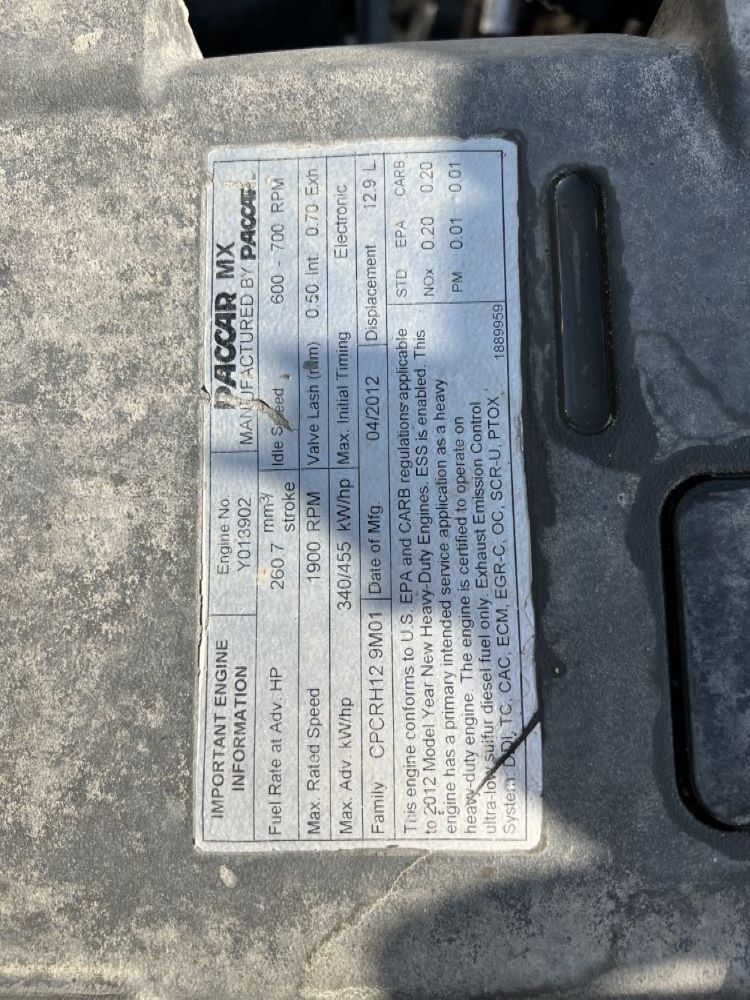 IMPORTANT ENGINE
INFORMATION
Engine No.
Y013902
PACCAR MX
MANUFACTURED BY PACCAR
Fuel Rate at Adv. HP 260.7 mm³/
stroke
Idle Speed 600 - 700 RPM
Max. Rated Speed 1900 RPM Valve Lash (mm) 0.50 Int. 0.70 Exh.
Max. Adv. kW/hp 340/455 kW/hp Max. Initial Timing Electronic
Family CPCRH12.9M01 Date of Mfg. 04/2012 Displacement 12.9 L
This engine conforms to U.S. EPA and CARB regulations applicable
to 2012 Model Year New Heavy-Duty Engines. ESS is enabled. This
engine has a primary intended service application as a heavy
heavy-duty engine. The engine is certified to operate on
ultra-low sulfur diesel fuel only. Exhaust Emission Control
System: DDI, TC, CAC, ECM, EGR-C, OC, SCR-U, PTOX
STD EPA CARB
NOx 0.20 0.20
PM 0.01 0.01
1889959